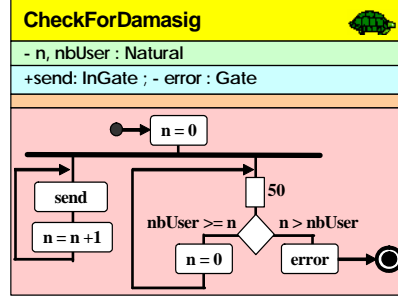 CheckForDamasig
- n, nbUser : Natural
+send: InGate ; - error : Gate
n = 0
send
n = n +1
50
nbUser >= n
n > nbUser
n = 0
error